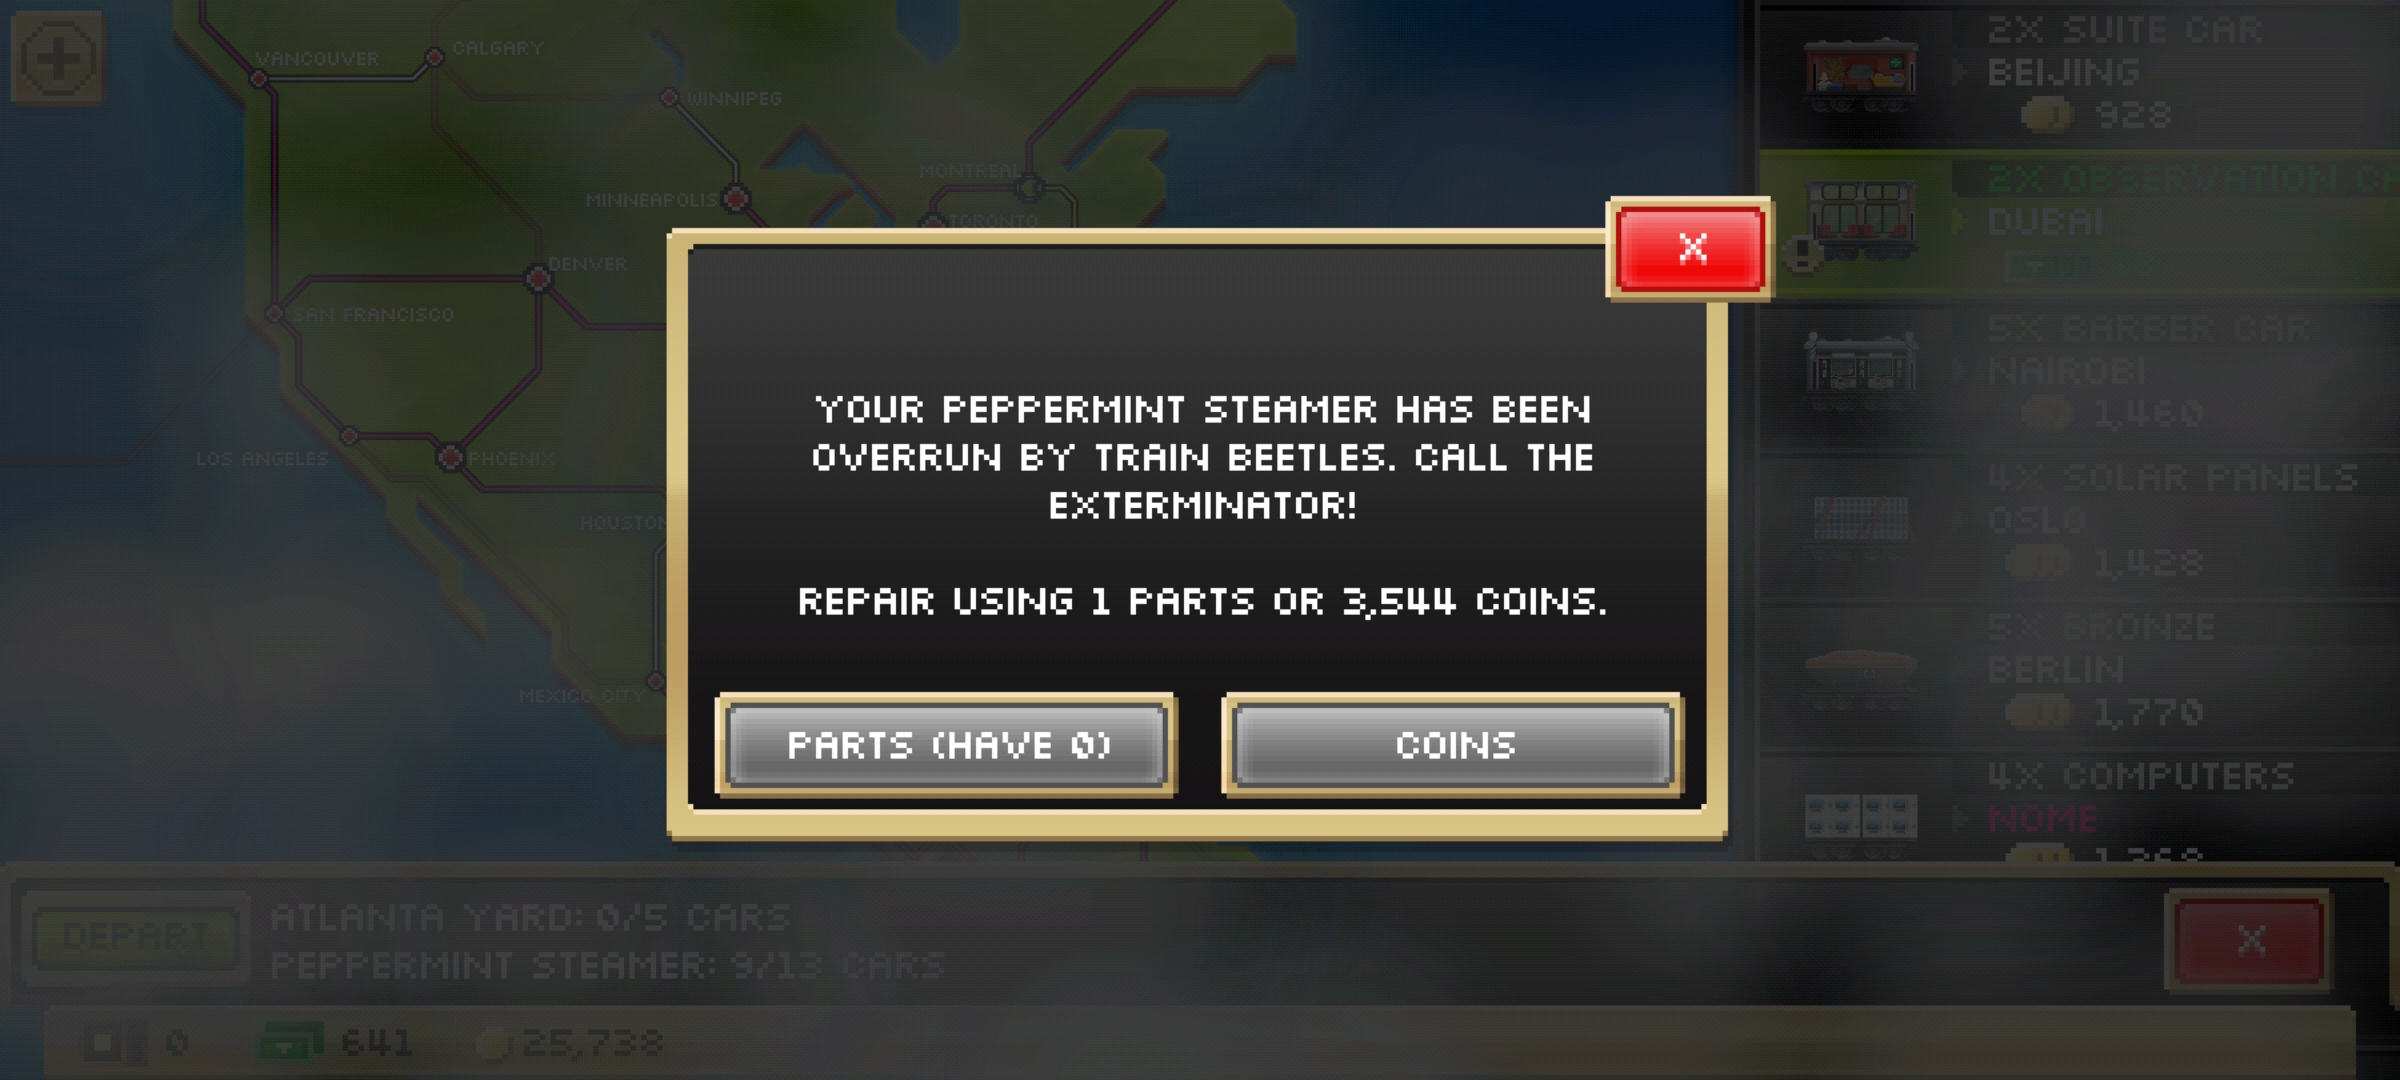 VANCOUVER
CALGARY
WINNIPEG
MINNEAPOLIS
MONTREAL
TORONTO
DENVER
SAN FRANCISCO
LOS ANGELES
PHOENIX
HOUSTON
MEXICO CITY
2X SUITE CAR
BEIJING
928
2X OBSERVATION CA
DUBAI
5X BARBER CAR
NAIROBI
1,460
4X SOLAR PANELS
OSLO
1,428
5X BRONZE
BERLIN
1,770
4X COMPUTERS
NOME
X
YOUR PEPPERMINT STEAMER HAS BEEN
OVERRUN BY TRAIN BEETLES. CALL THE
EXTERMINATOR!
REPAIR USING 1 PARTS OR 3,544 COINS.
PARTS (HAVE 0)
COINS
DEPART
ATLANTA YARD: 0/5 CARS
PEPPERMINT STEAMER: 9/13 CARS
X
0
641
25,738